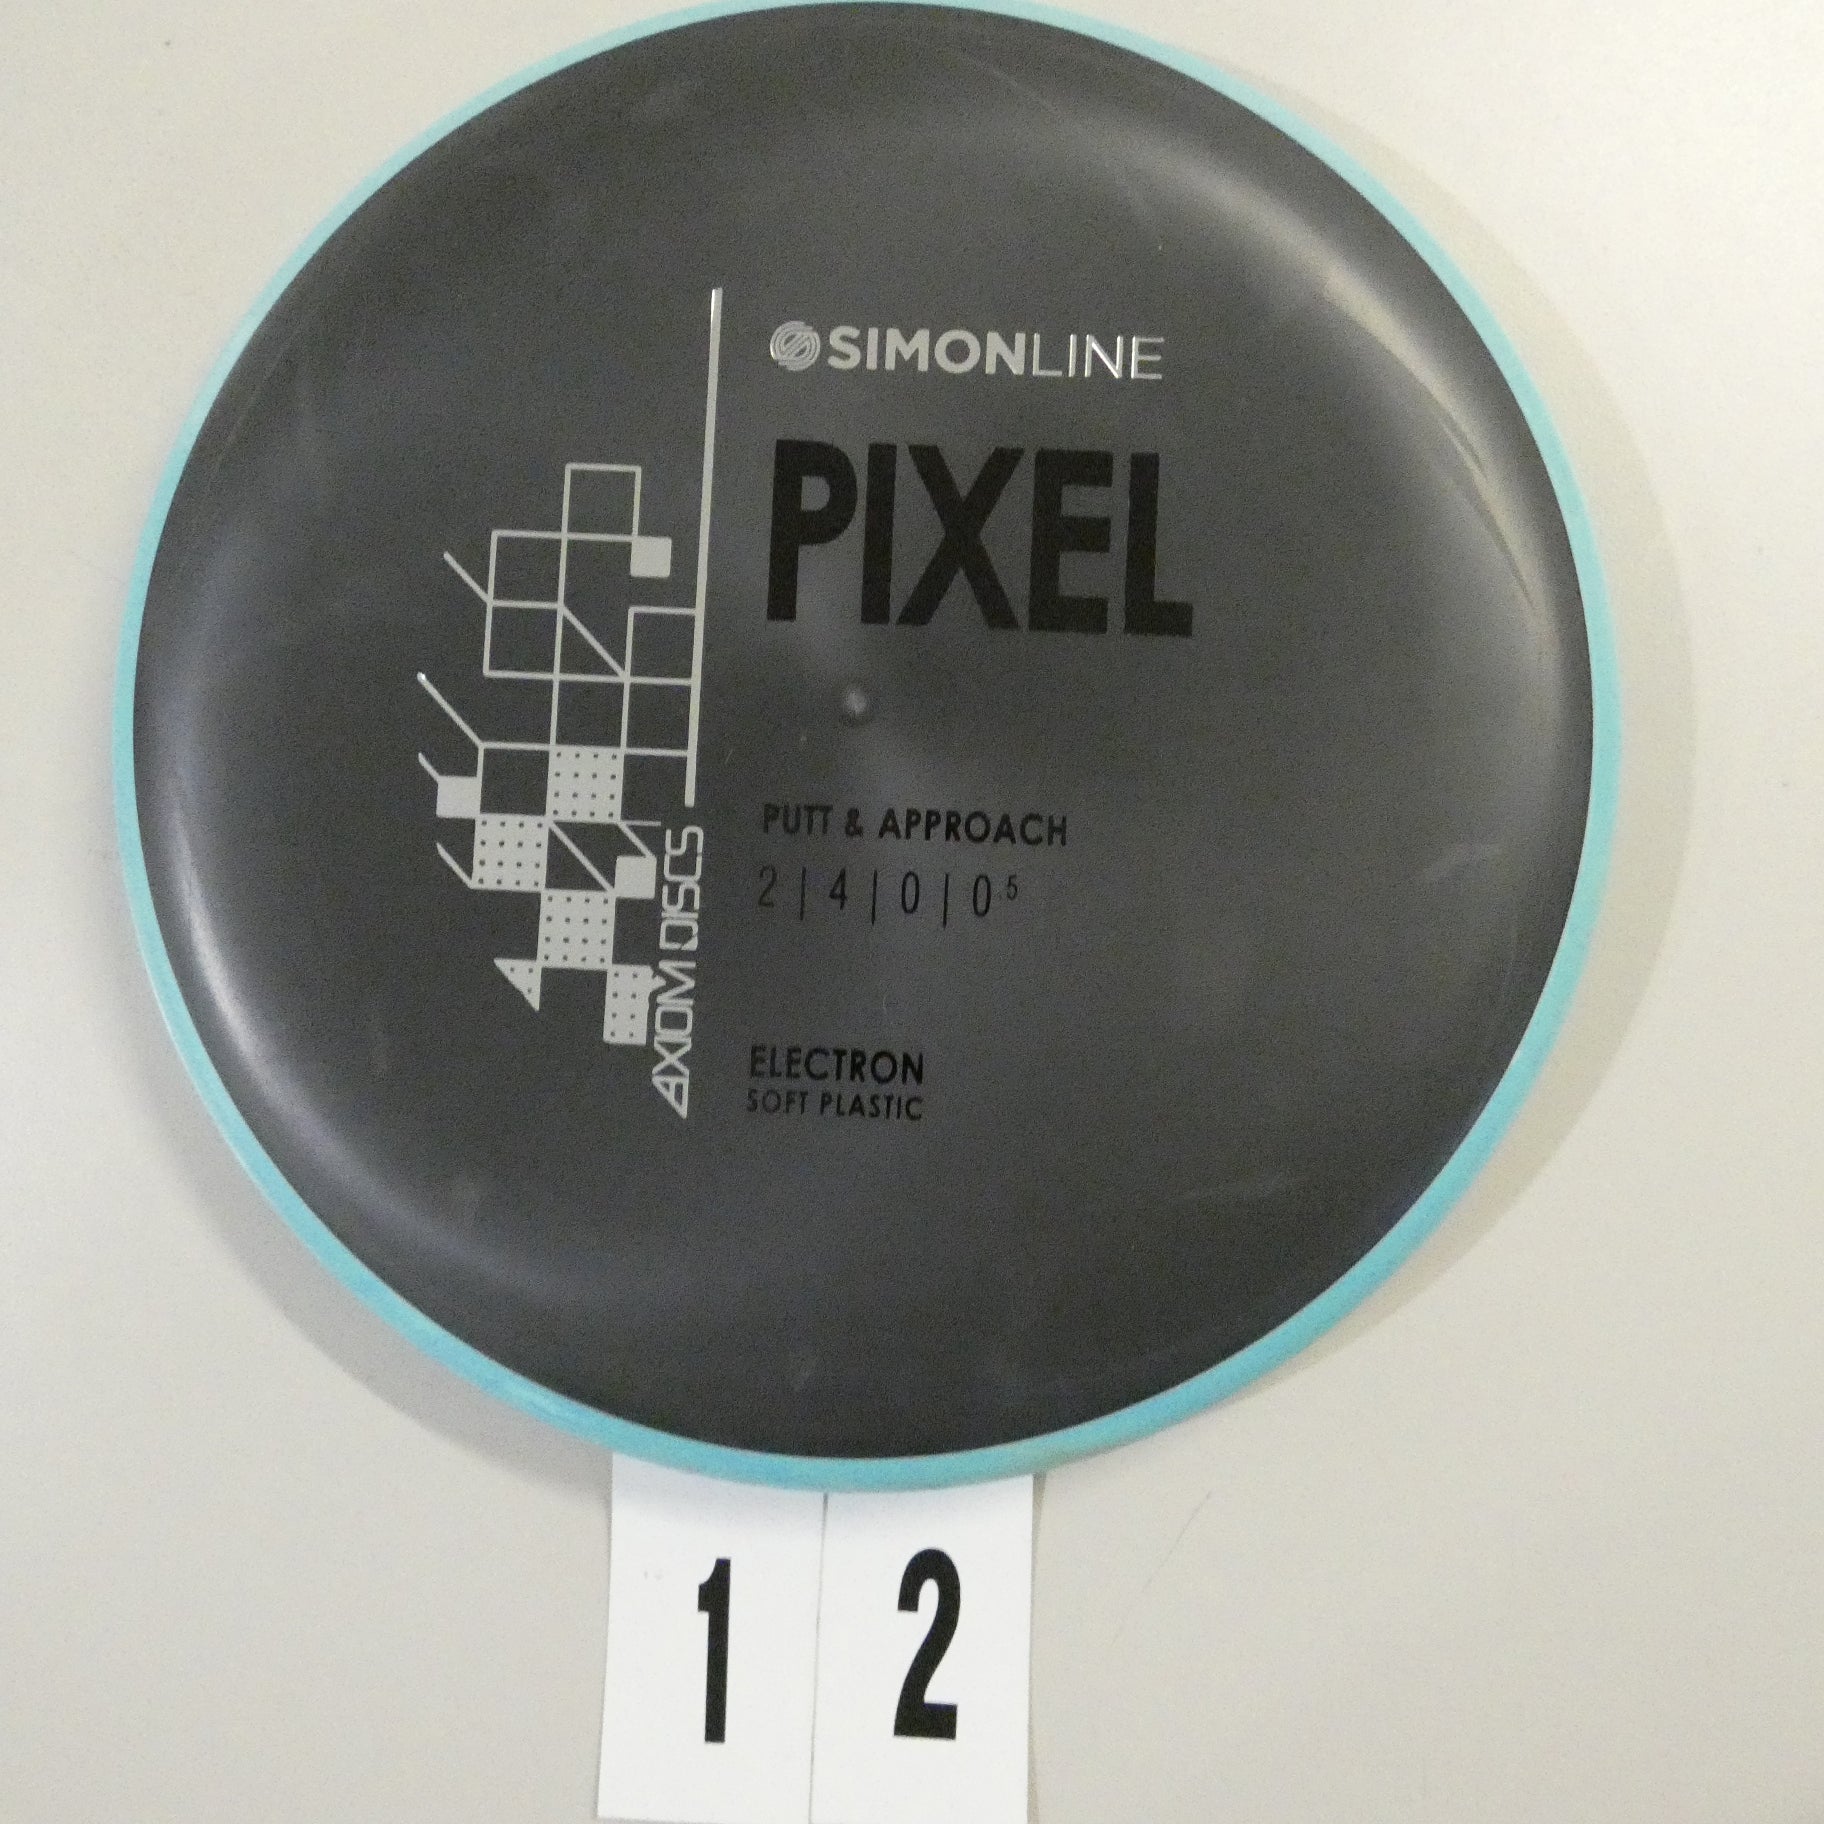 SIMONLINE
PIXEL
PUTT & APPROACH
2 | 4 | 0 | 0.5
ELECTRON
SOFT PLASTIC
AXIOM DISCS
1 2